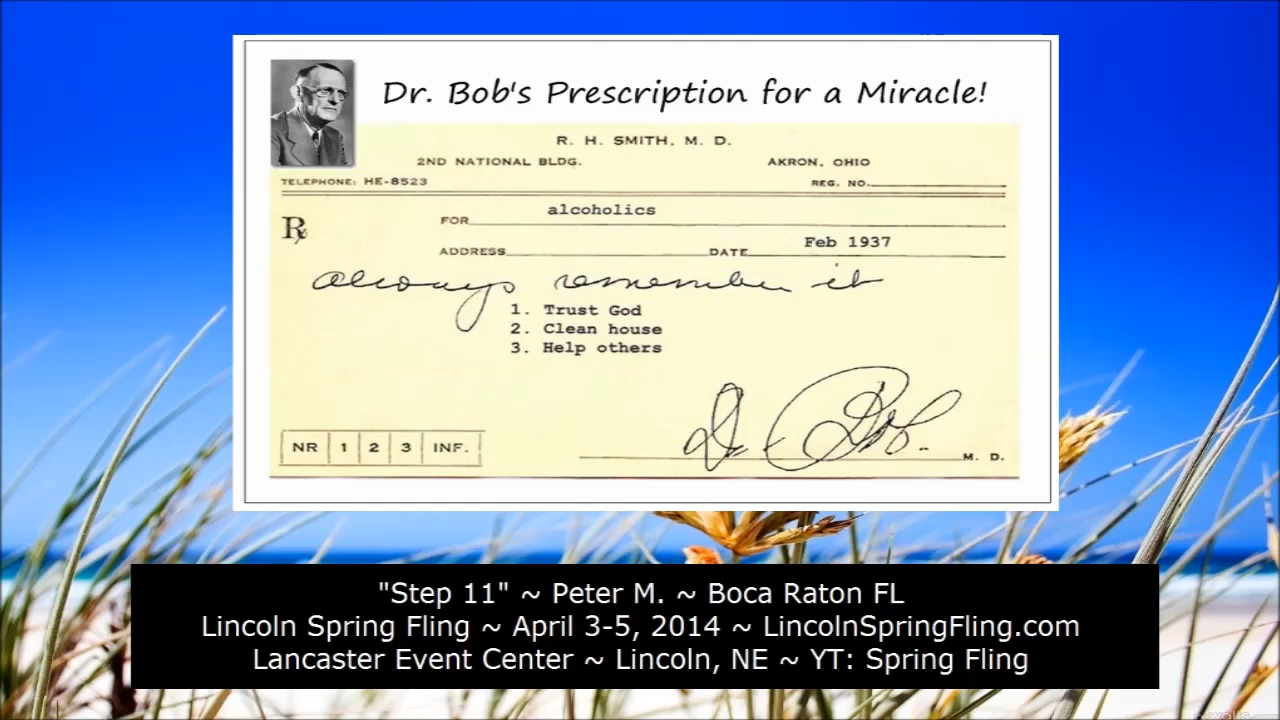 Dr. Bob's Prescription for a Miracle!
R. H. SMITH, M. D.
2ND NATIONAL BLDG. AKRON, OHIO
TELEPHONE: HE-8523 REG. NO.
Rx FOR alcoholics
ADDRESS DATE Feb 1937
always remember it
1. Trust God
2. Clean house
3. Help others
Dr. Bob.
NR 1 2 3 INF. M. D.
"Step 11" ~ Peter M. ~ Boca Raton FL
Lincoln Spring Fling ~ April 3-5, 2014 ~ LincolnSpringFling.com
Lancaster Event Center ~ Lincoln, NE ~ YT: Spring Fling